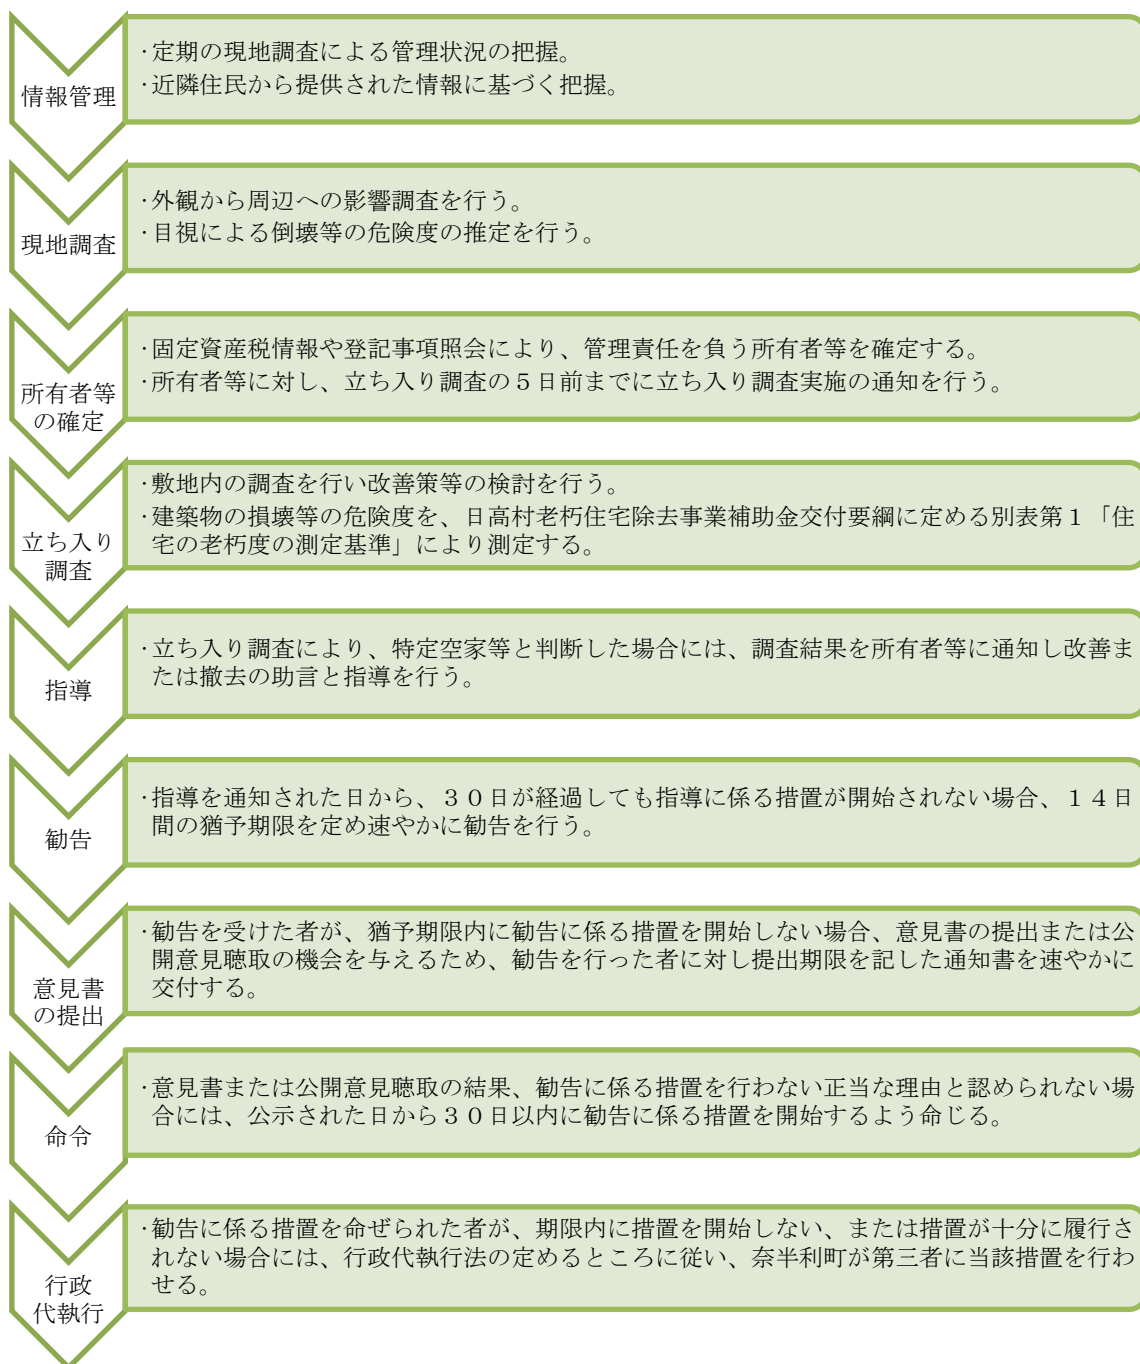 情報管理
·定期の現地調査による管理状況の把握。
·近隣住民から提供された情報に基づく把握。
現地調査
·外観から周辺への影響調査を行う。
·目視による倒壊等の危険度の推定を行う。
所有者等
の確定
·固定資産税情報や登記事項照会により、管理責任を負う所有者等を確定する。
·所有者等に対し、立ち入り調査の５日前までに立ち入り調査実施の通知を行う。
立ち入り
調査
·敷地内の調査を行い改善策等の検討を行う。
·建築物の損壊等の危険度を、日高村老朽住宅除去事業補助金交付要綱に定める別表第１「住
宅の老朽度の測定基準」により測定する。
指導
·立ち入り調査により、特定空家等と判断した場合には、調査結果を所有者等に通知し改善ま
たは撤去の助言と指導を行う。
勧告
·指導を通知された日から、３０日が経過しても指導に係る措置が開始されない場合、１４日
間の猶予期限を定め速やかに勧告を行う。
意見書
の提出
·勧告を受けた者が、猶予期限内に勧告に係る措置を開始しない場合、意見書の提出または公
開意見聴取の機会を与えるため、勧告を行った者に対し提出期限を記した通知書を速やかに
交付する。
命令
·意見書または公開意見聴取の結果、勧告に係る措置を行わない正当な理由と認められない場
合には、公示された日から３０日以内に勧告に係る措置を開始するよう命じる。
行政
代執行
·勧告に係る措置を命ぜられた者が、期限内に措置を開始しない、または措置が十分に履行さ
れない場合には、行政代執行法の定めるところに従い、奈半利町が第三者に当該措置を行わ
せる。